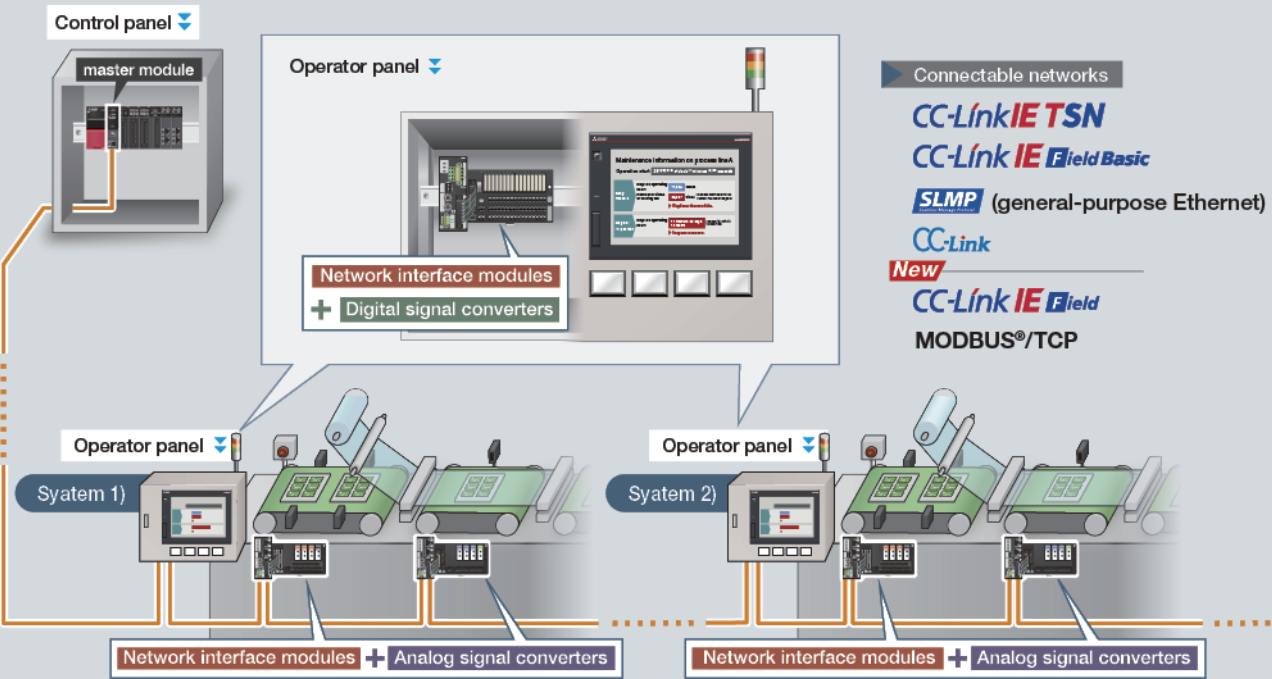 Control panel
master module
Operator panel
Maintenance information on process line A
Operation start
Network interface modules
+ Digital signal converters
Connectable networks
CC-Link IE TSN
CC-Link IE Field Basic
SLMP (general-purpose Ethernet)
CC-Link
New
CC-Link IE Field
MODBUS®/TCP
Operator panel
Syatem 1)
Operator panel
Syatem 2)
Network interface modules + Analog signal converters
Network interface modules + Analog signal converters